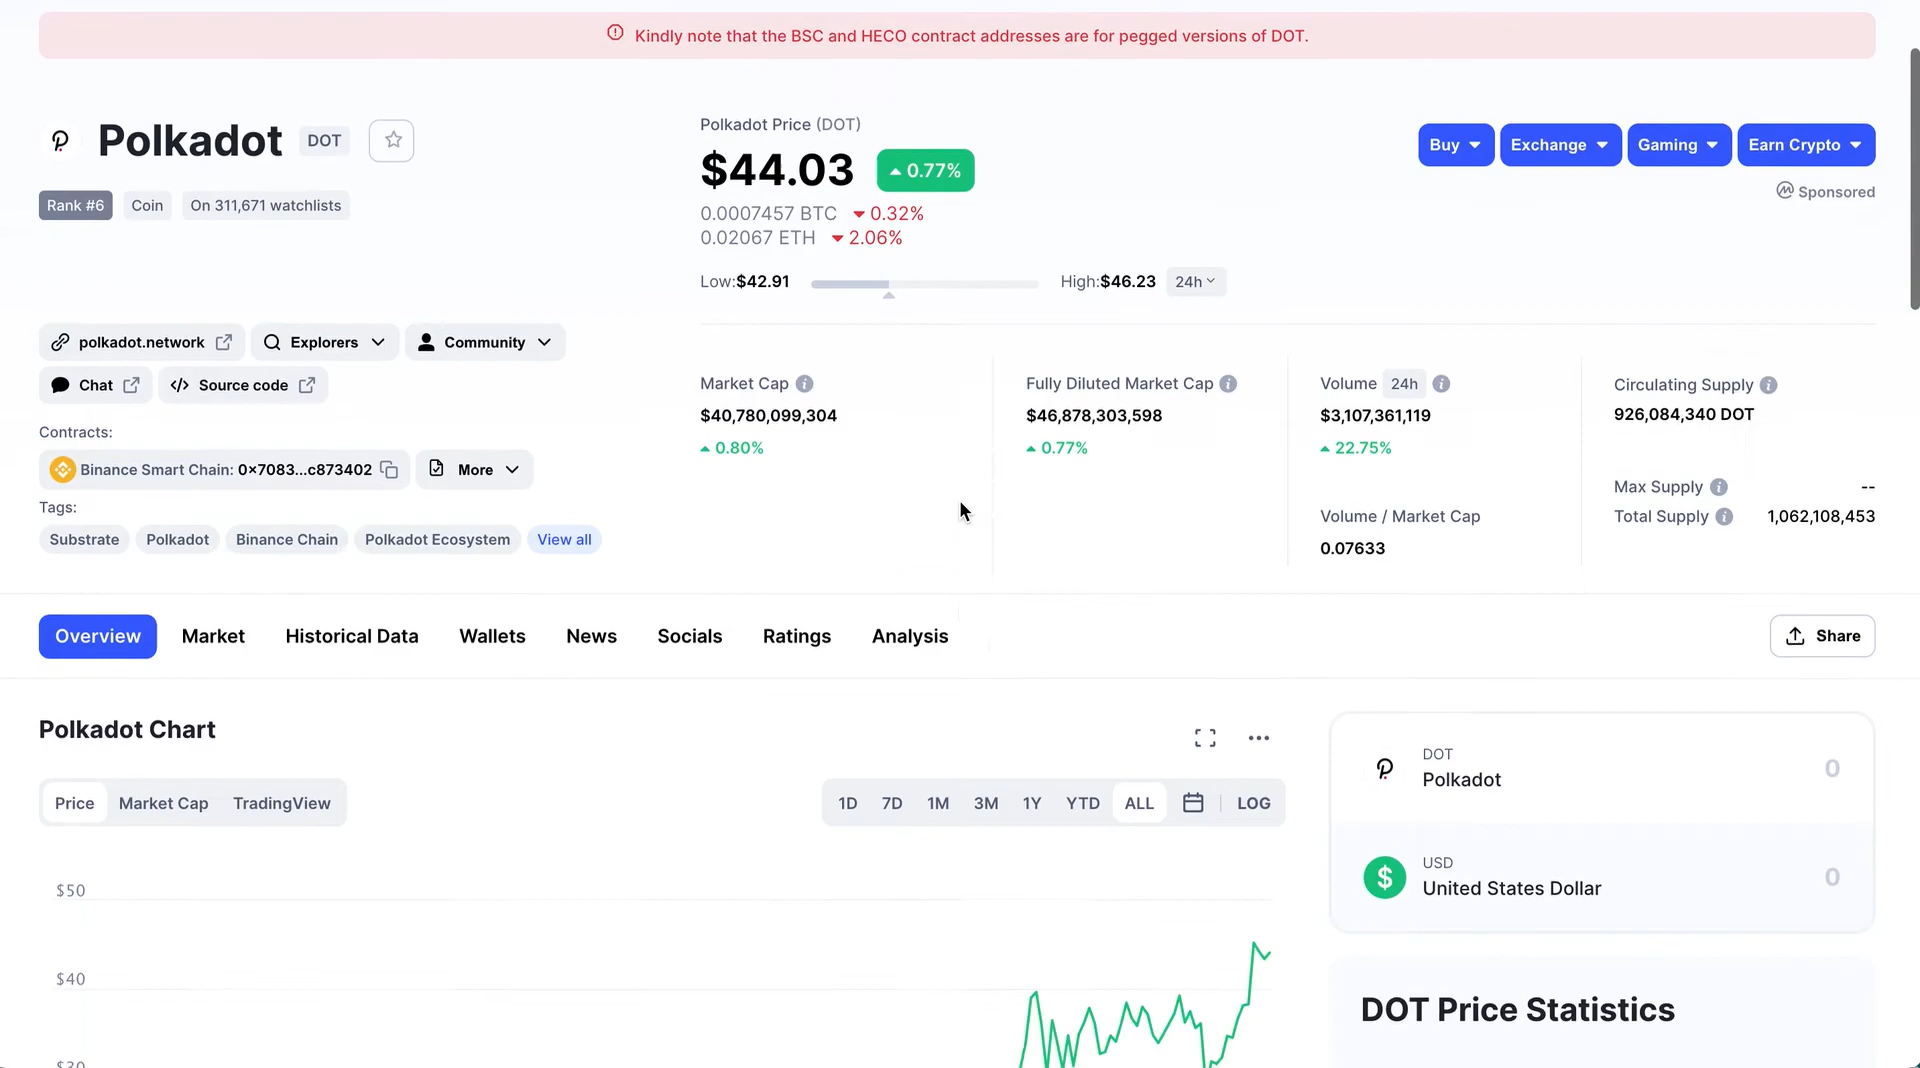 Kindly note that the BSC and HECO contract addresses are for pegged versions of DOT.
Polkadot DOT
Rank #6 Coin On 311,671 watchlists
Polkadot Price (DOT)
$44.03 0.77%
0.0007457 BTC 0.32%
0.02067 ETH 2.06%
Low:$42.91 High:$46.23 24h
Buy Exchange Gaming Earn Crypto
Sponsored
polkadot.network Explorers Community
Chat Source code
Contracts:
Binance Smart Chain: 0x7083...c873402 More
Tags:
Substrate Polkadot Binance Chain Polkadot Ecosystem View all
Market Cap
$40,780,099,304
0.80%
Fully Diluted Market Cap
$46,878,303,598
0.77%
Volume 24h
$3,107,361,119
22.75%
Volume / Market Cap
0.07633
Circulating Supply
926,084,340 DOT
Max Supply --
Total Supply 1,062,108,453
Overview Market Historical Data Wallets News Socials Ratings Analysis Share
Polkadot Chart
Price Market Cap TradingView 1D 7D 1M 3M 1Y YTD ALL LOG
$50
$40
$30
DOT
Polkadot 0
USD
United States Dollar 0
DOT Price Statistics